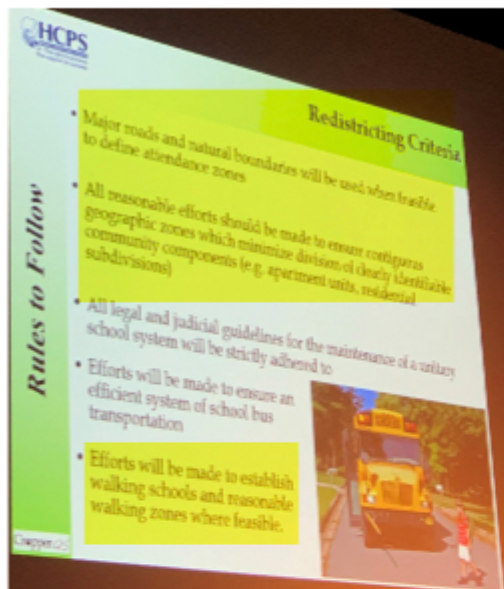 HCPS
Redistricting Criteria
Rules to Follow
• Major roads and natural boundaries will be used when feasible
to define attendance zones
• All reasonable efforts should be made to ensure contiguous
geographic zones which minimize division of clearly identifiable
community components (e.g. apartment units, residential
subdivisions)
• All legal and judicial guidelines for the maintenance of a unitary
school system will be strictly adhered to
• Efforts will be made to ensure an
efficient system of school bus
transportation
• Efforts will be made to establish
walking schools and reasonable
walking zones where feasible.